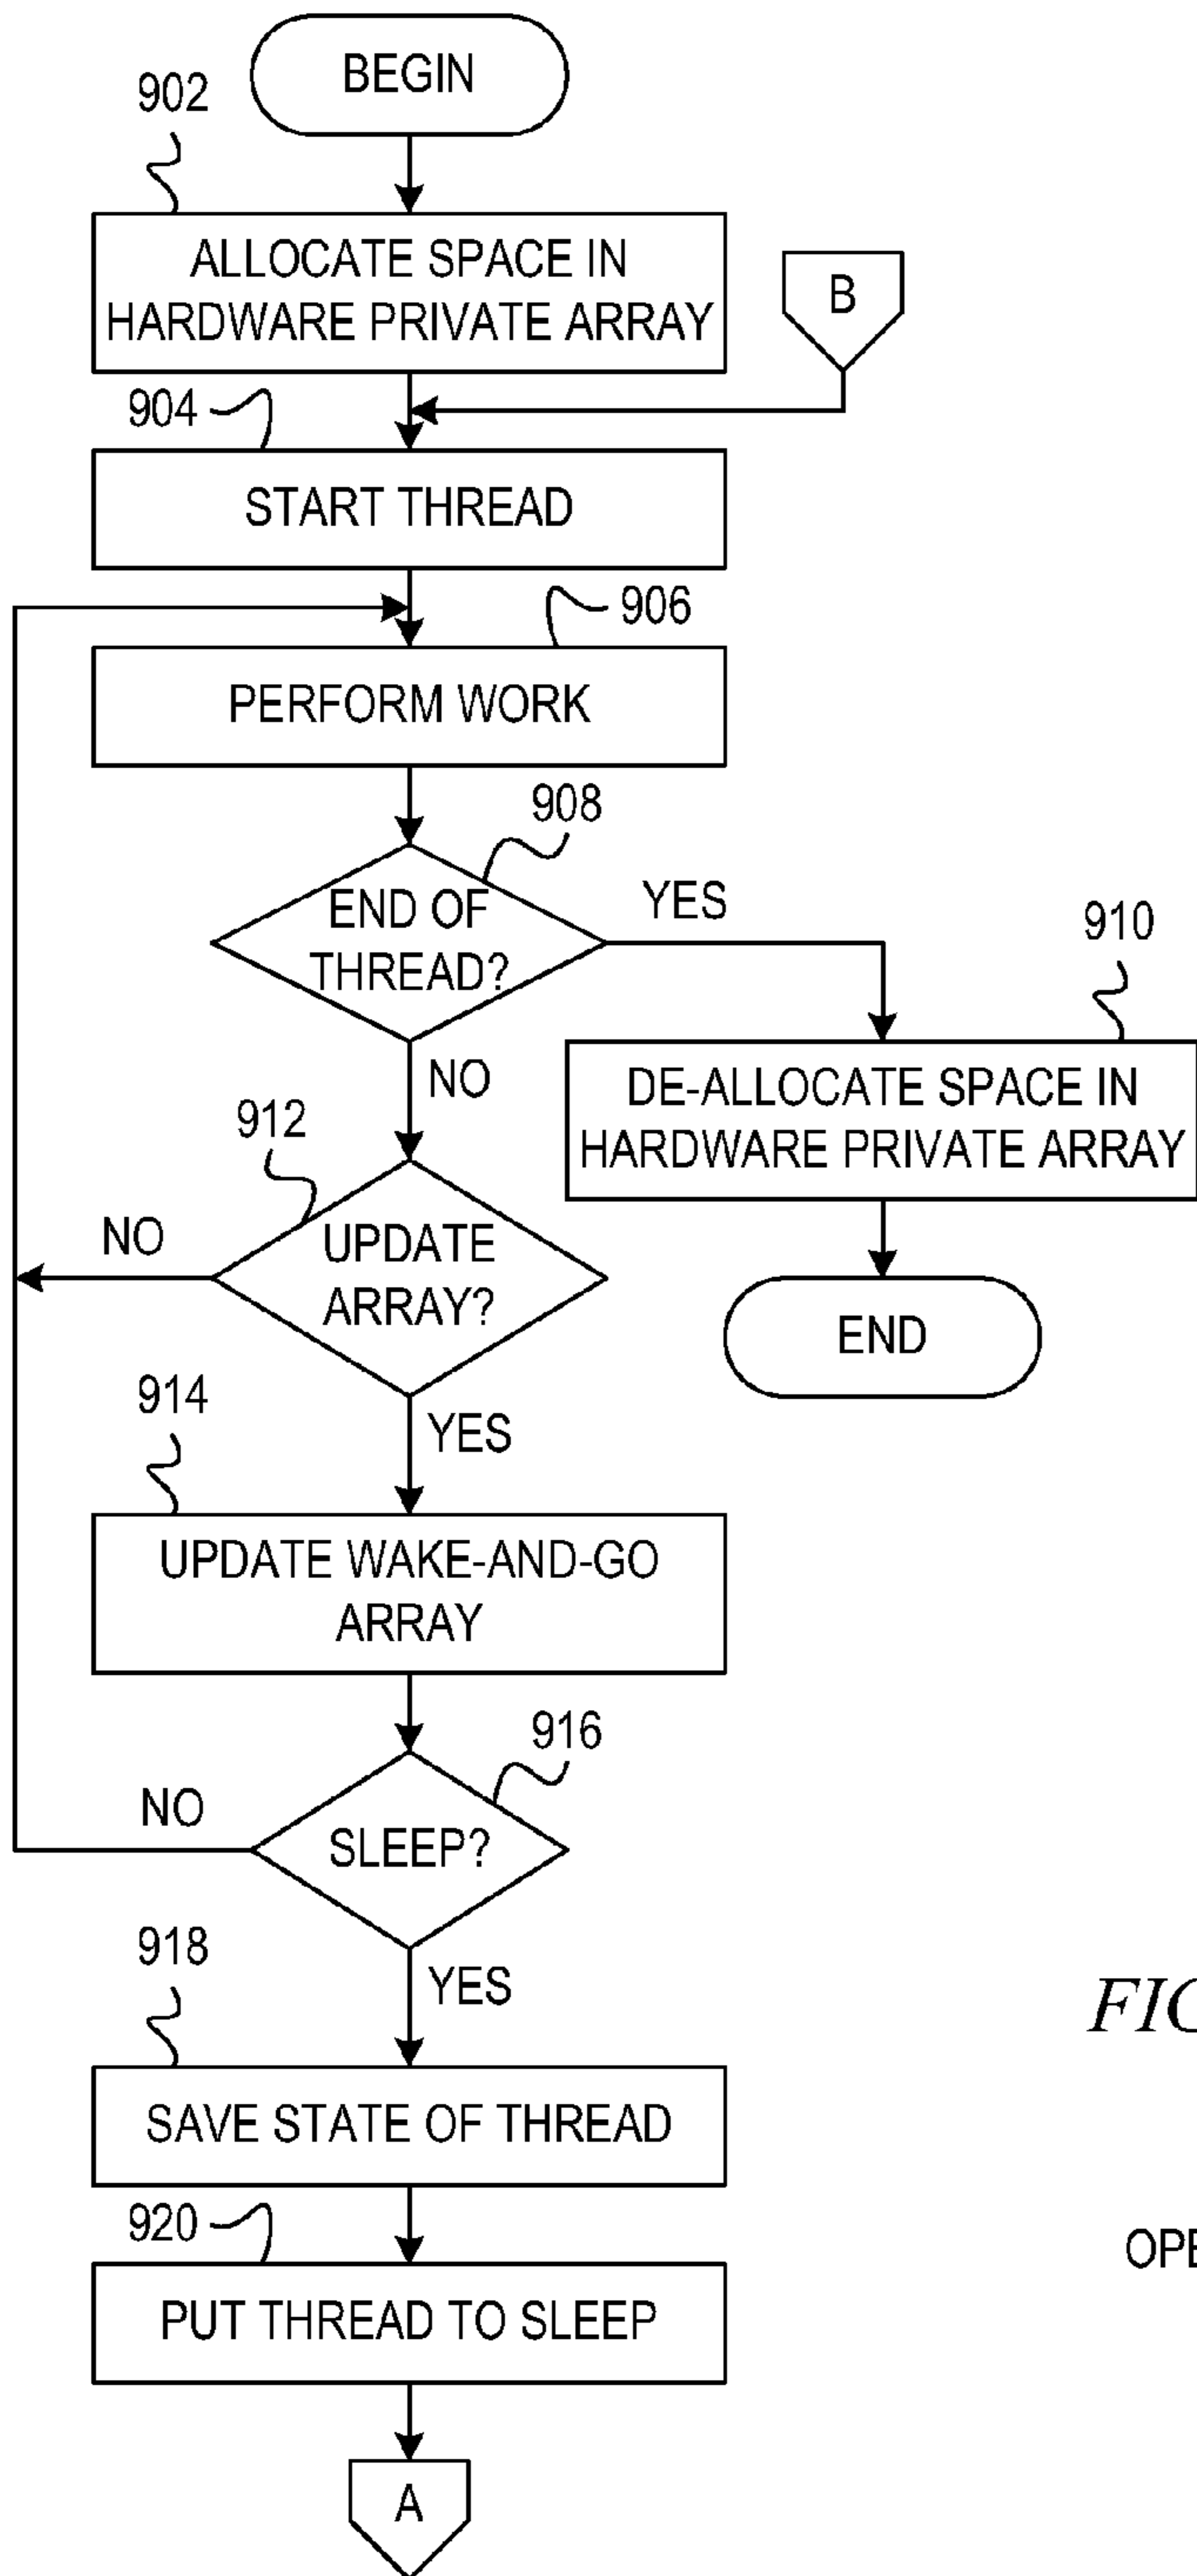 BEGIN
902
ALLOCATE SPACE IN
HARDWARE PRIVATE ARRAY
B
904
START THREAD
906
PERFORM WORK
908
END OF
THREAD?
YES
910
NO
DE-ALLOCATE SPACE IN
HARDWARE PRIVATE ARRAY
912
NO
UPDATE
ARRAY?
END
914
YES
UPDATE WAKE-AND-GO
ARRAY
916
NO
SLEEP?
918
YES
FIG
SAVE STATE OF THREAD
920
OPE
PUT THREAD TO SLEEP
A